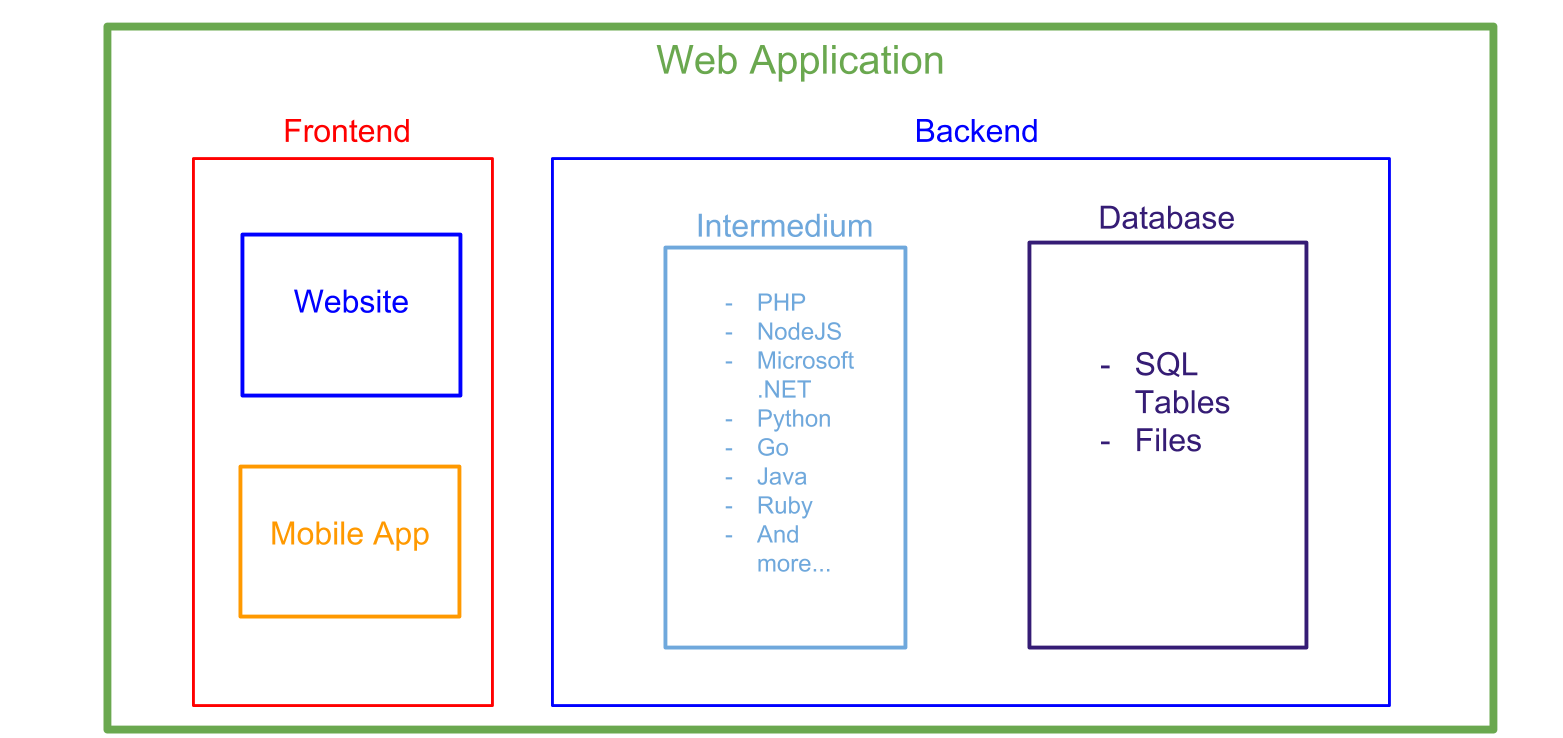 Web Application
Frontend
Backend
Website
Mobile App
Intermedium
- PHP
- NodeJS
- Microsoft
.NET
- Python
- Go
- Java
- Ruby
- And
more...
Database
- SQL
Tables
- Files